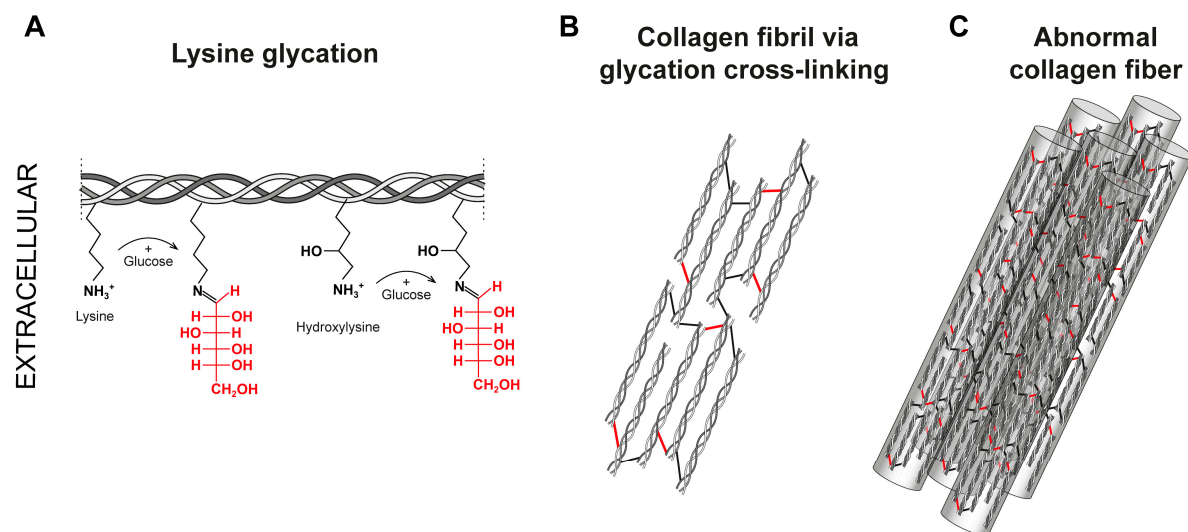 A
Lysine glycation
B
Collagen fibril via
glycation cross-linking
C
Abnormal
collagen fiber
EXTRACELLULAR
+
Glucose
NH₃⁺
Lysine
N
H
H OH
HO H
H OH
H OH
CH₂OH
HO
+
Glucose
NH₃⁺
Hydroxylysine
HO
N
H
H OH
HO H
H OH
H OH
CH₂OH